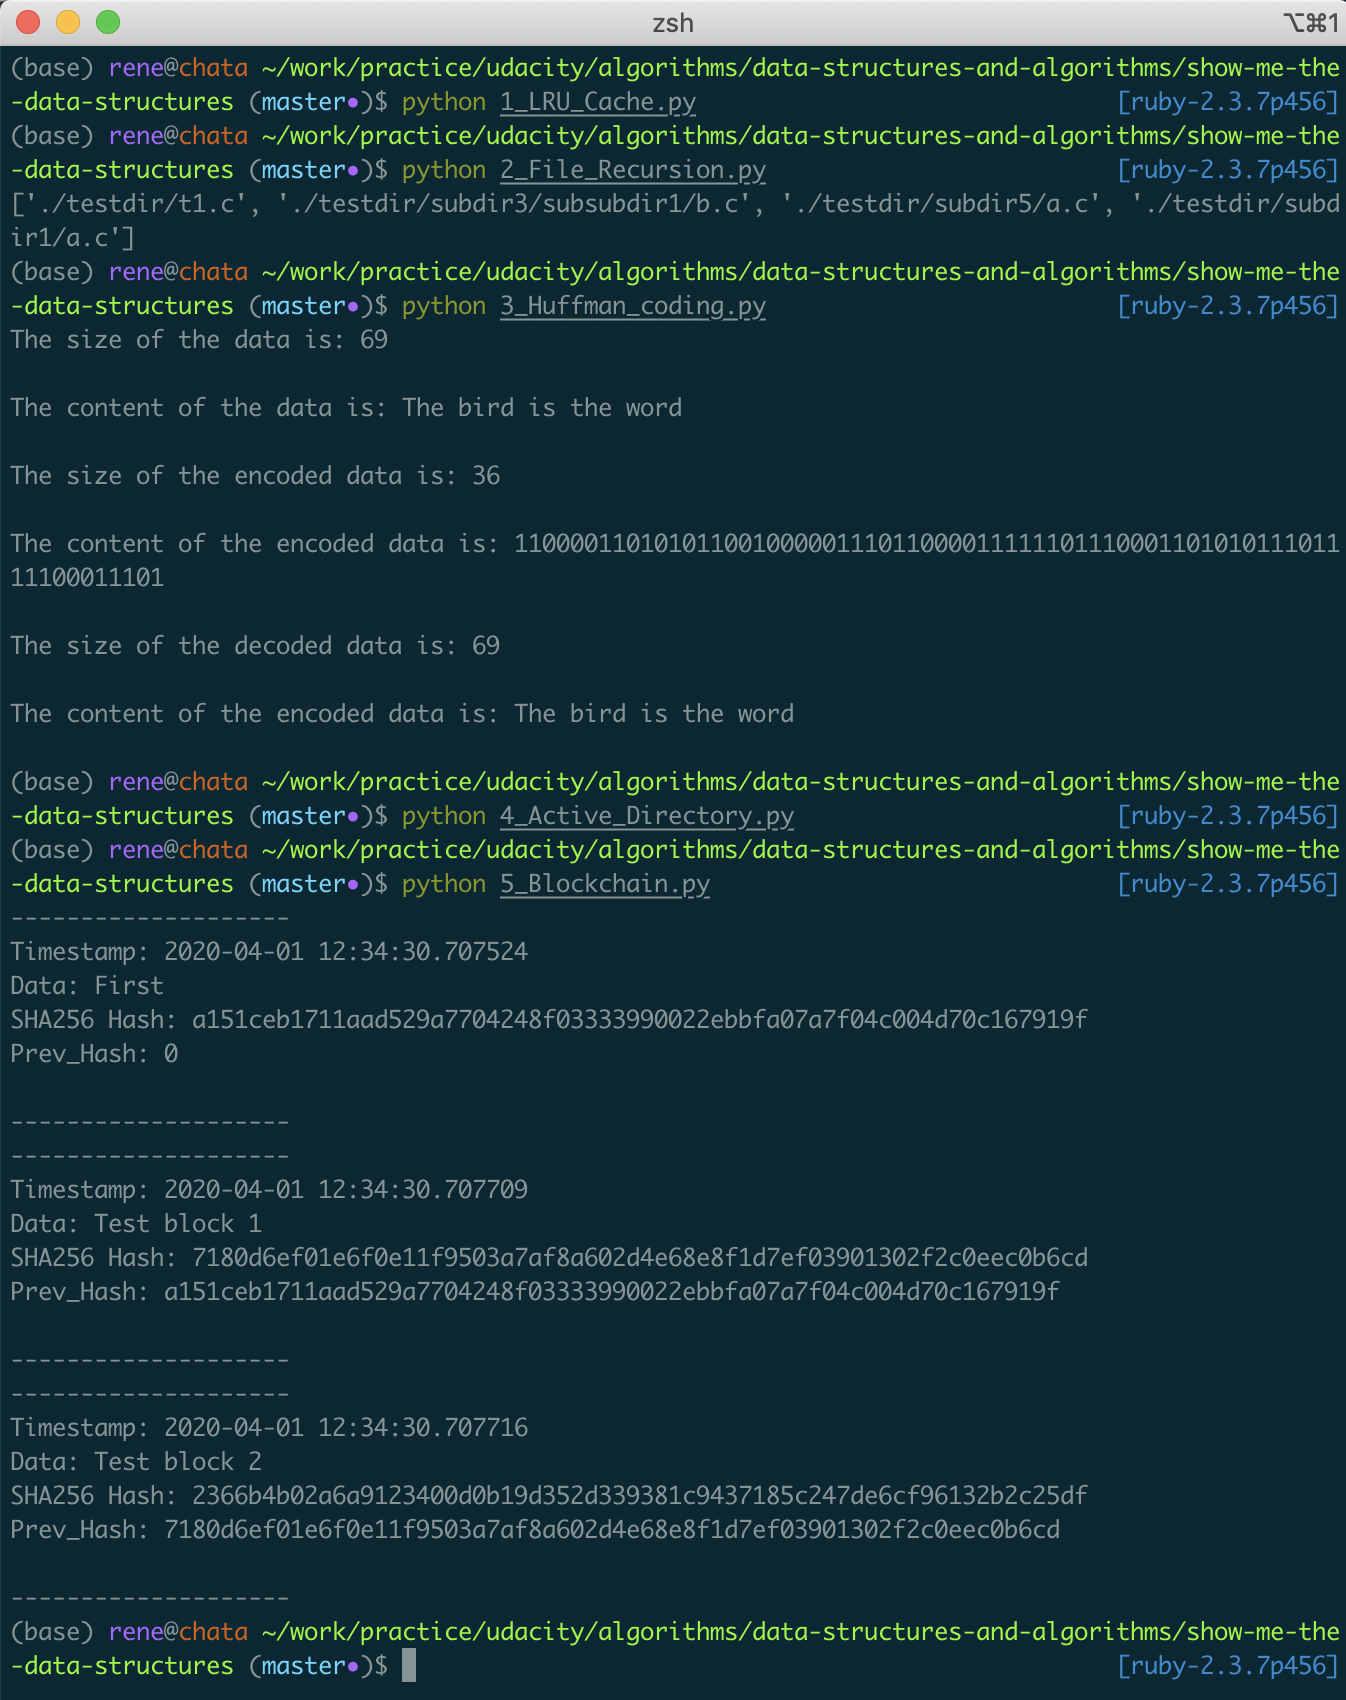 zsh ⌥⌘1
(base) rene@chata ~/work/practice/udacity/algorithms/data-structures-and-algorithms/show-me-the
-data-structures (master•)$ python 1_LRU_Cache.py [ruby-2.3.7p456]
(base) rene@chata ~/work/practice/udacity/algorithms/data-structures-and-algorithms/show-me-the
-data-structures (master•)$ python 2_File_Recursion.py [ruby-2.3.7p456]
['./testdir/t1.c', './testdir/subdir3/subsubdir1/b.c', './testdir/subdir5/a.c', './testdir/subd
ir1/a.c']
(base) rene@chata ~/work/practice/udacity/algorithms/data-structures-and-algorithms/show-me-the
-data-structures (master•)$ python 3_Huffman_coding.py [ruby-2.3.7p456]
The size of the data is: 69
The content of the data is: The bird is the word
The size of the encoded data is: 36
The content of the encoded data is: 11000011010101100100000111011000011111101110001101010111011
11100011101
The size of the decoded data is: 69
The content of the encoded data is: The bird is the word
(base) rene@chata ~/work/practice/udacity/algorithms/data-structures-and-algorithms/show-me-the
-data-structures (master•)$ python 4_Active_Directory.py [ruby-2.3.7p456]
(base) rene@chata ~/work/practice/udacity/algorithms/data-structures-and-algorithms/show-me-the
-data-structures (master•)$ python 5_Blockchain.py [ruby-2.3.7p456]
--------------------
Timestamp: 2020-04-01 12:34:30.707524
Data: First
SHA256 Hash: a151ceb1711aad529a7704248f03333990022ebbfa07a7f04c004d70c167919f
Prev_Hash: 0
--------------------
--------------------
Timestamp: 2020-04-01 12:34:30.707709
Data: Test block 1
SHA256 Hash: 7180d6ef01e6f0e11f9503a7af8a602d4e68e8f1d7ef03901302f2c0eec0b6cd
Prev_Hash: a151ceb1711aad529a7704248f03333990022ebbfa07a7f04c004d70c167919f
--------------------
--------------------
Timestamp: 2020-04-01 12:34:30.707716
Data: Test block 2
SHA256 Hash: 2366b4b02a6a9123400d0b19d352d339381c9437185c247de6cf96132b2c25df
Prev_Hash: 7180d6ef01e6f0e11f9503a7af8a602d4e68e8f1d7ef03901302f2c0eec0b6cd
--------------------
(base) rene@chata ~/work/practice/udacity/algorithms/data-structures-and-algorithms/show-me-the
-data-structures (master•)$ [ruby-2.3.7p456]